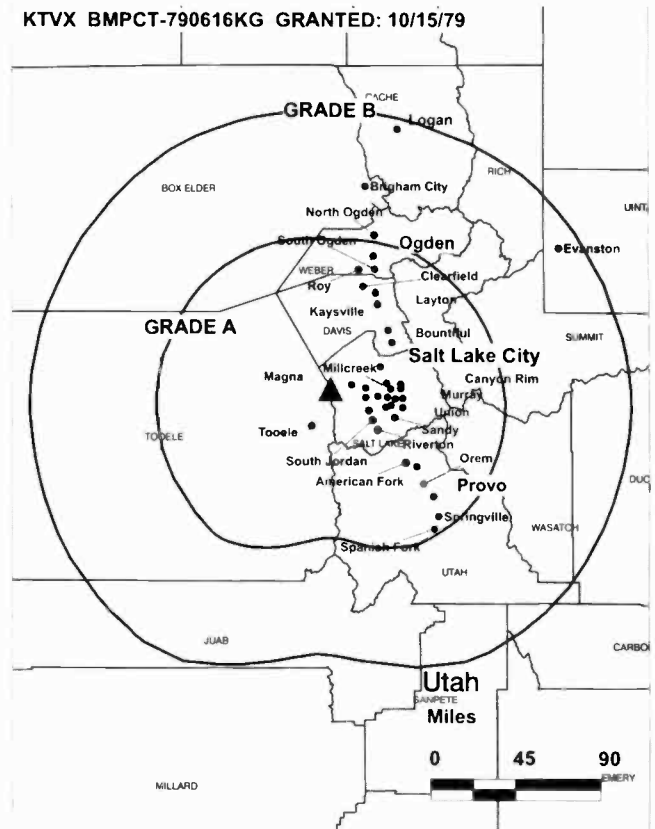 KTVX BMPCT-790616KG GRANTED: 10/15/79
CACHE
GRADE B
Logan
RICH
BOX ELDER
Brigham City
UINT
North Ogden
South Ogden
Ogden
Evanston
WEBER
Clearfield
Roy
Layton
Kaysville
GRADE A
DAVIS
Bountiful
SUMMIT
Salt Lake City
Millcreek
Magna
Canyon Rim
Murray
Union
Tooele
TOOELE
Sandy
SALT LAKE
Riverton
South Jordan
Orem
American Fork
Provo
DUC
Springville
WASATCH
Spanish Fork
UTAH
JUAB
CARBO
Utah
SANPETE
Miles
0 45 90
EMERY
MILLARD